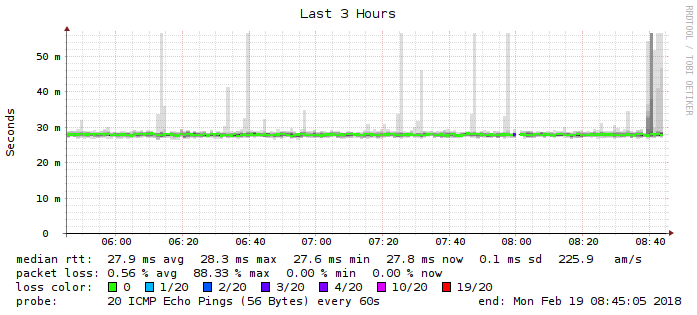 Last 3 Hours
RRDTOOL / TOBI OETIKER
Seconds
50 m
40 m
30 m
20 m
10 m
0
06:00 06:20 06:40 07:00 07:20 07:40 08:00 08:20 08:40
median rtt: 27.9 ms avg 28.3 ms max 27.6 ms min 27.8 ms now 0.1 ms sd 225.9 am/s
packet loss: 0.56 % avg 88.33 % max 0.00 % min 0.00 % now
loss color: 0 1/20 2/20 3/20 4/20 10/20 19/20
probe: 20 ICMP Echo Pings (56 Bytes) every 60s end: Mon Feb 19 08:45:05 2018